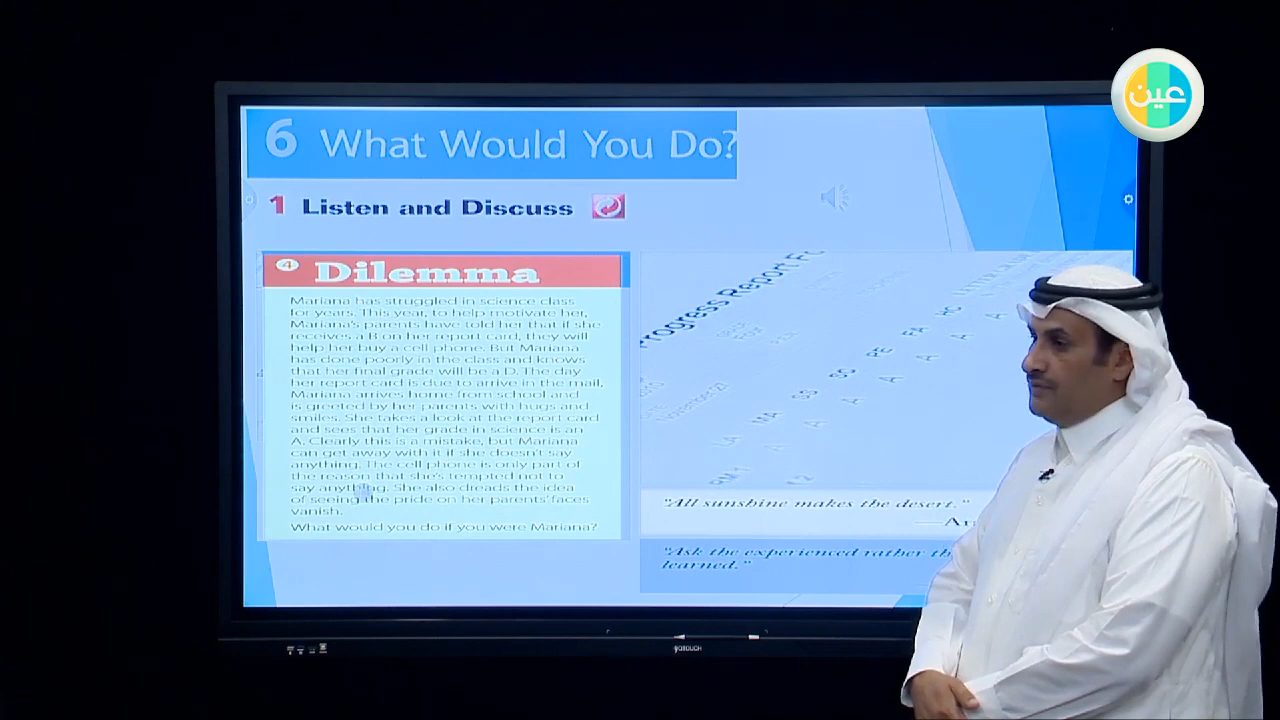 عين
6 What Would You Do?
1 Listen and Discuss
4 Dilemma
Mariana has struggled in science class
for years. This year, to help motivate her,
Mariana's parents have told her that if she
receives a B on her report card, they will
help her buy a cell phone. But Mariana
has done poorly in the class and knows
that her final grade will be a D. The day
her report card is due to arrive in the mail,
Mariana arrives home from school and
is greeted by her parents with hugs and
smiles. She takes a look at the report card
and sees that her grade in science is an
A. Clearly this is a mistake, but Mariana
can get away with it if she doesn't say
anything. The cell phone is only part of
the reason that she's tempted not to
say anything. She also dreads the idea
of seeing the pride on her parents' faces
vanish.
What would you do if you were Mariana?
Progress Report
LA MA SS SC PE FA
A A A A A A
"All sunshine makes the desert."
"Ask the experienced rather
learned."